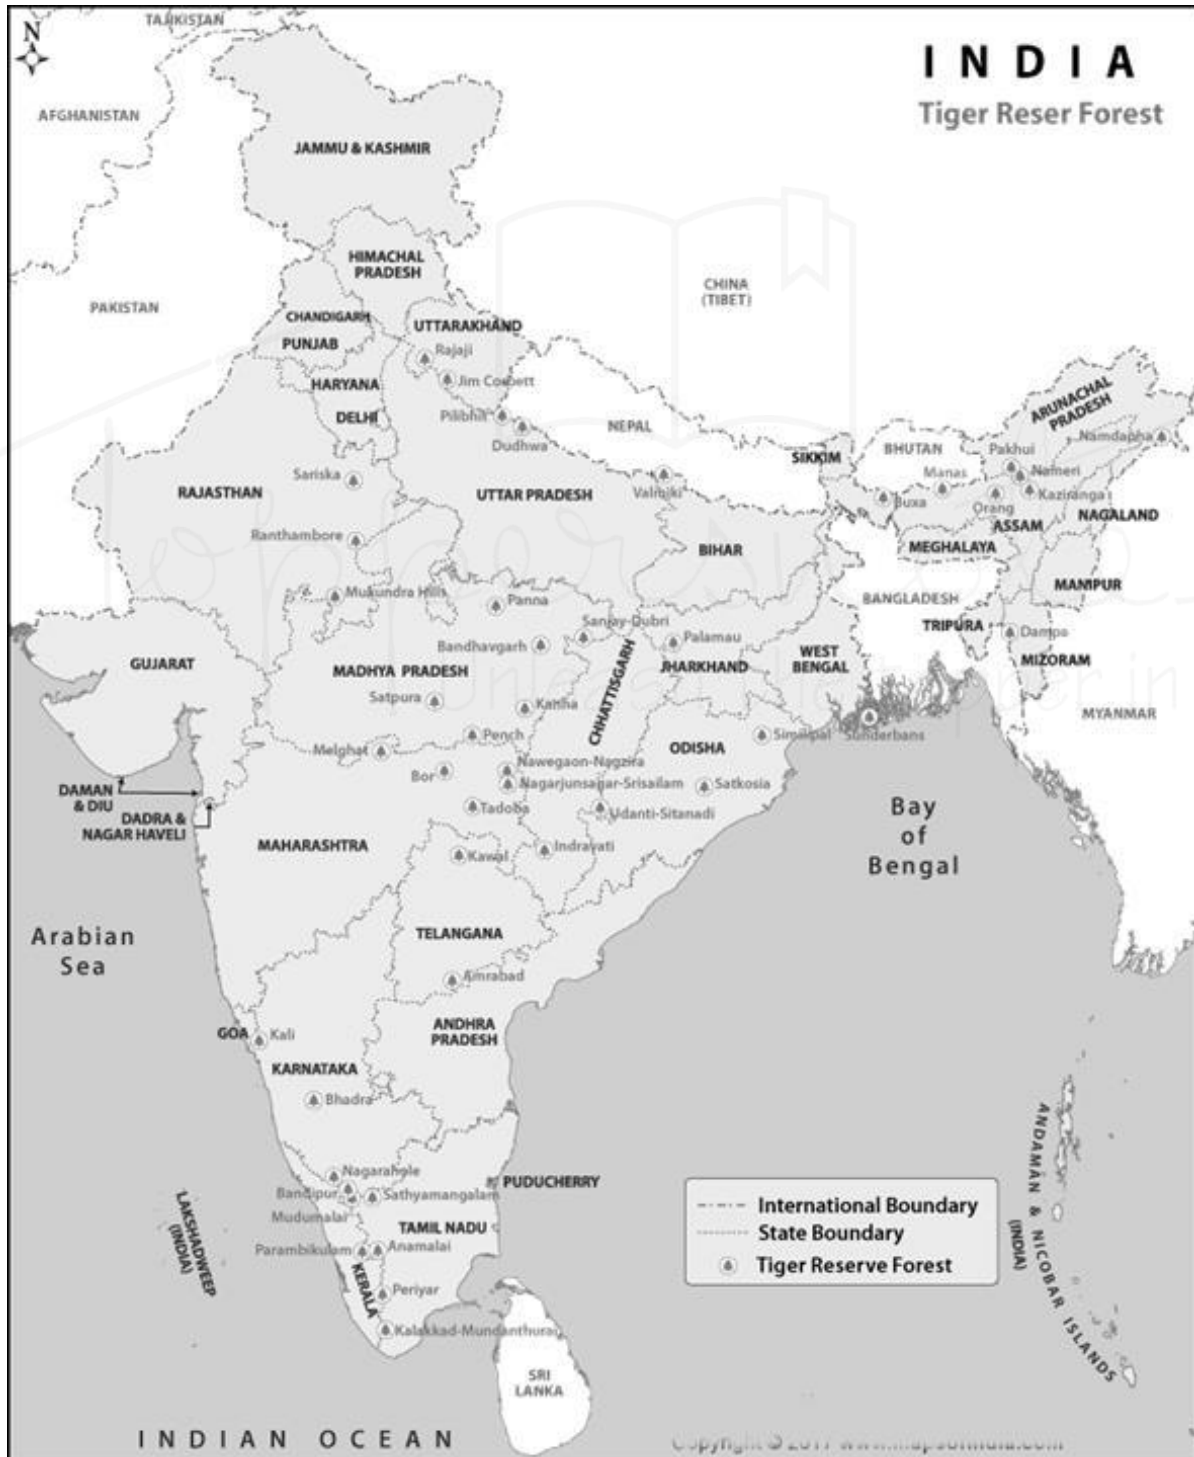 TAJIKISTAN
N
INDIA
Tiger Reser Forest
AFGHANISTAN
JAMMU & KASHMIR
HIMACHAL
PRADESH
CHINA
(TIBET)
PAKISTAN
CHANDIGARH
UTTARAKHAND
PUNJAB
Rajaji
HARYANA
Jim Corbett
ARUNACHAL
PRADESH
DELHI
Pilibhit
NEPAL
Dudhwa
Namdapha
BHUTAN
SIKKIM
Pakhui
Sariska
Manas
Nameri
RAJASTHAN
UTTAR PRADESH
Valmiki
Buxa
Kaziranga
Orang
NAGALAND
ASSAM
Ranthambore
BIHAR
MEGHALAYA
MANIPUR
Mukundra Hills
Panna
BANGLADESH
Sanjay-Dubri
TRIPURA
Dampa
Bandhavgarh
Palamau
WEST
BENGAL
GUJARAT
MADHYA PRADESH
JHARKHAND
MIZORAM
Satpura
CHHATTISGARH
Kanha
MYANMAR
Pench
Similipal
Sunderbans
Melghat
ODISHA
Nawegaon-Nagzira
Bor
Nagarjunsagar-Srisailam
Satkosia
DAMAN
& DIU
Tadoba
Udanti-Sitanadi
Bay
of
Bengal
DADRA &
NAGAR HAVELI
MAHARASHTRA
Kawal
Indravati
Arabian
Sea
TELANGANA
Amrabad
GOA
Kali
ANDHRA
PRADESH
KARNATAKA
Bhadra
Nagarahole
PUDUCHERRY
Bandipur
Sathyamangalam
Mudumalai
TAMIL NADU
LAKSHADWEEP
(INDIA)
Parambikulam
Anamalai
KERALA
Periyar
Kalakkad-Mundanthurai
International Boundary
State Boundary
Tiger Reserve Forest
ANDAMAN & NICOBAR ISLANDS
(INDIA)
SRI
LANKA
INDIAN OCEAN
Copyright © 2017 www.mapsofindia.com